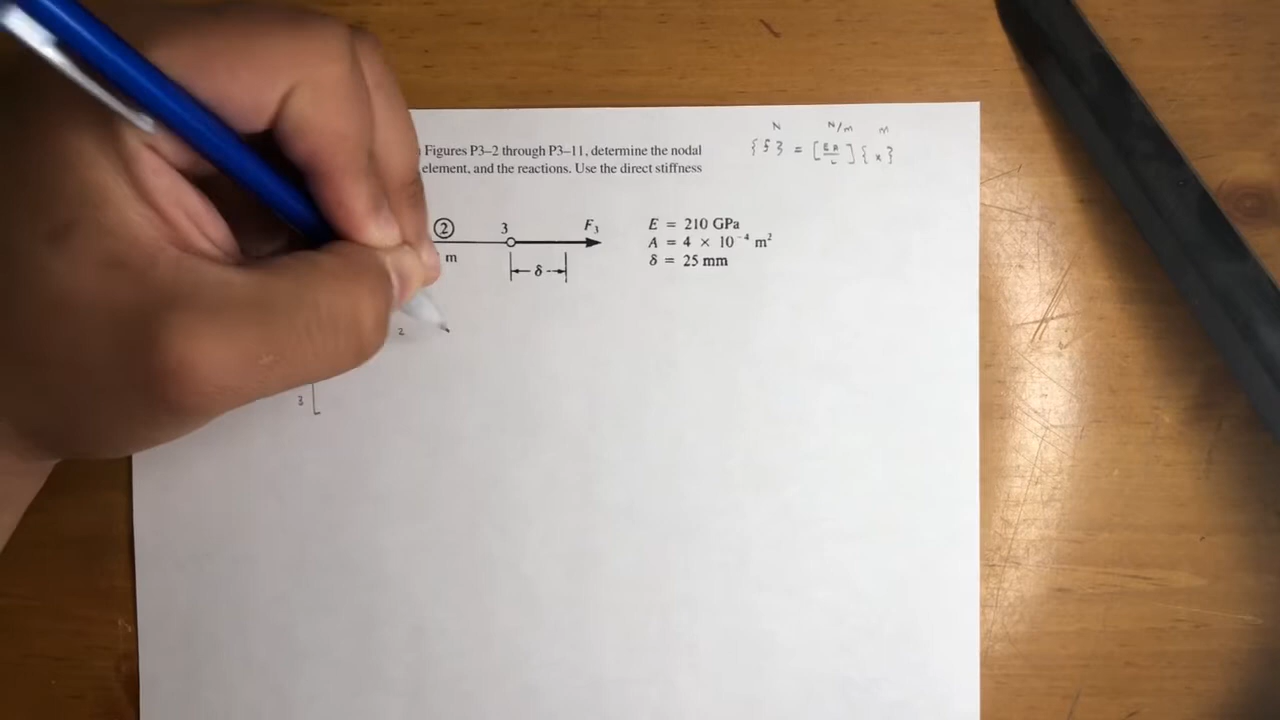 Figures P3–2 through P3–11, determine the nodal
element, and the reactions. Use the direct stiffness
N N/m m
{f} = [EA/L]{x}
② 3 F₃
m
δ
E = 210 GPa
A = 4 × 10⁻⁴ m²
δ = 25 mm
2
3